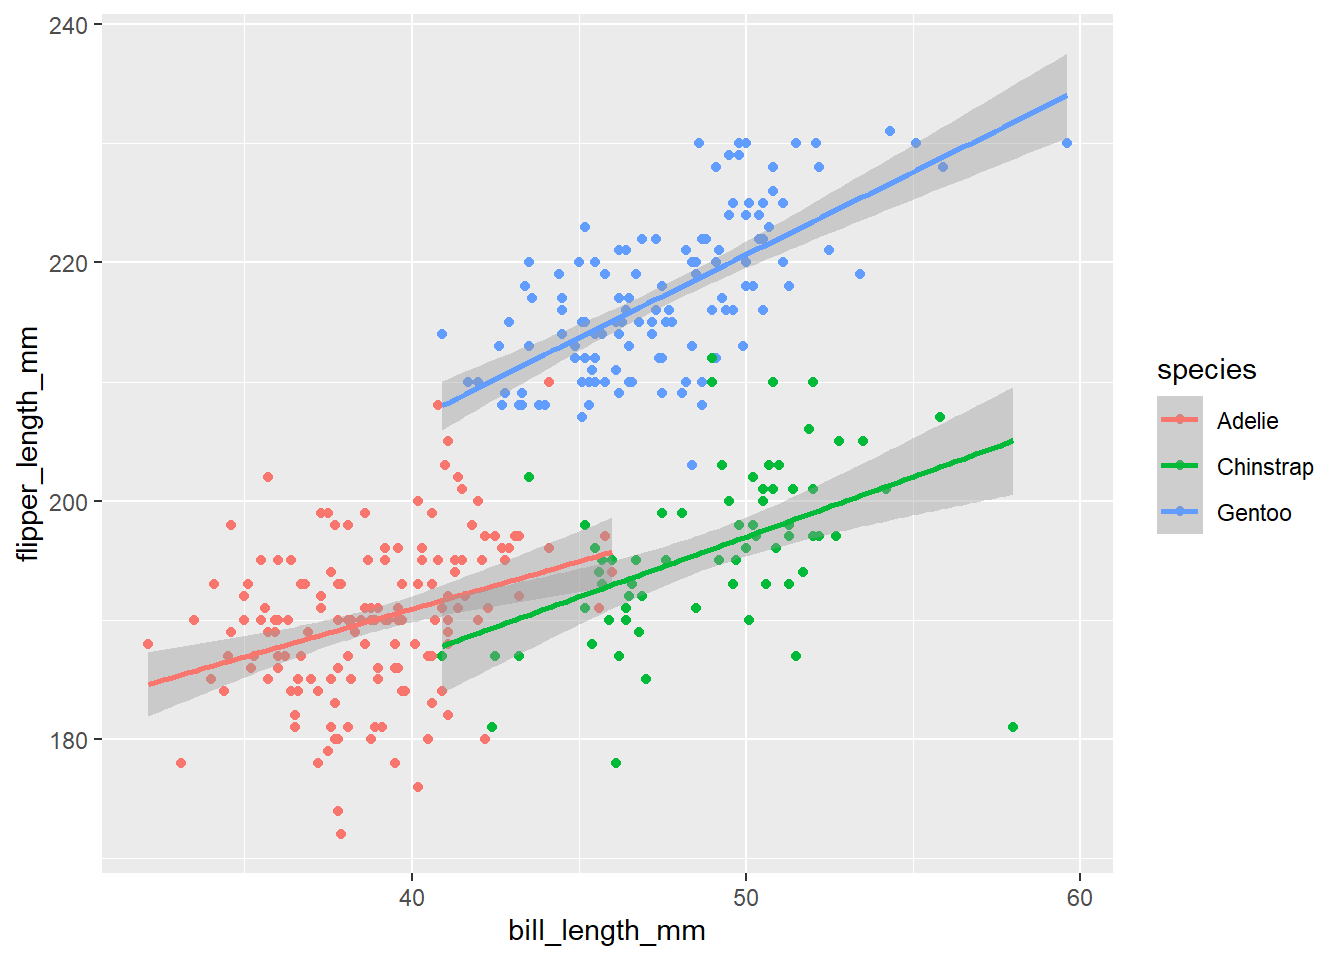 240
220
200
180
flipper_length_mm
40 50 60
bill_length_mm
species
Adelie
Chinstrap
Gentoo